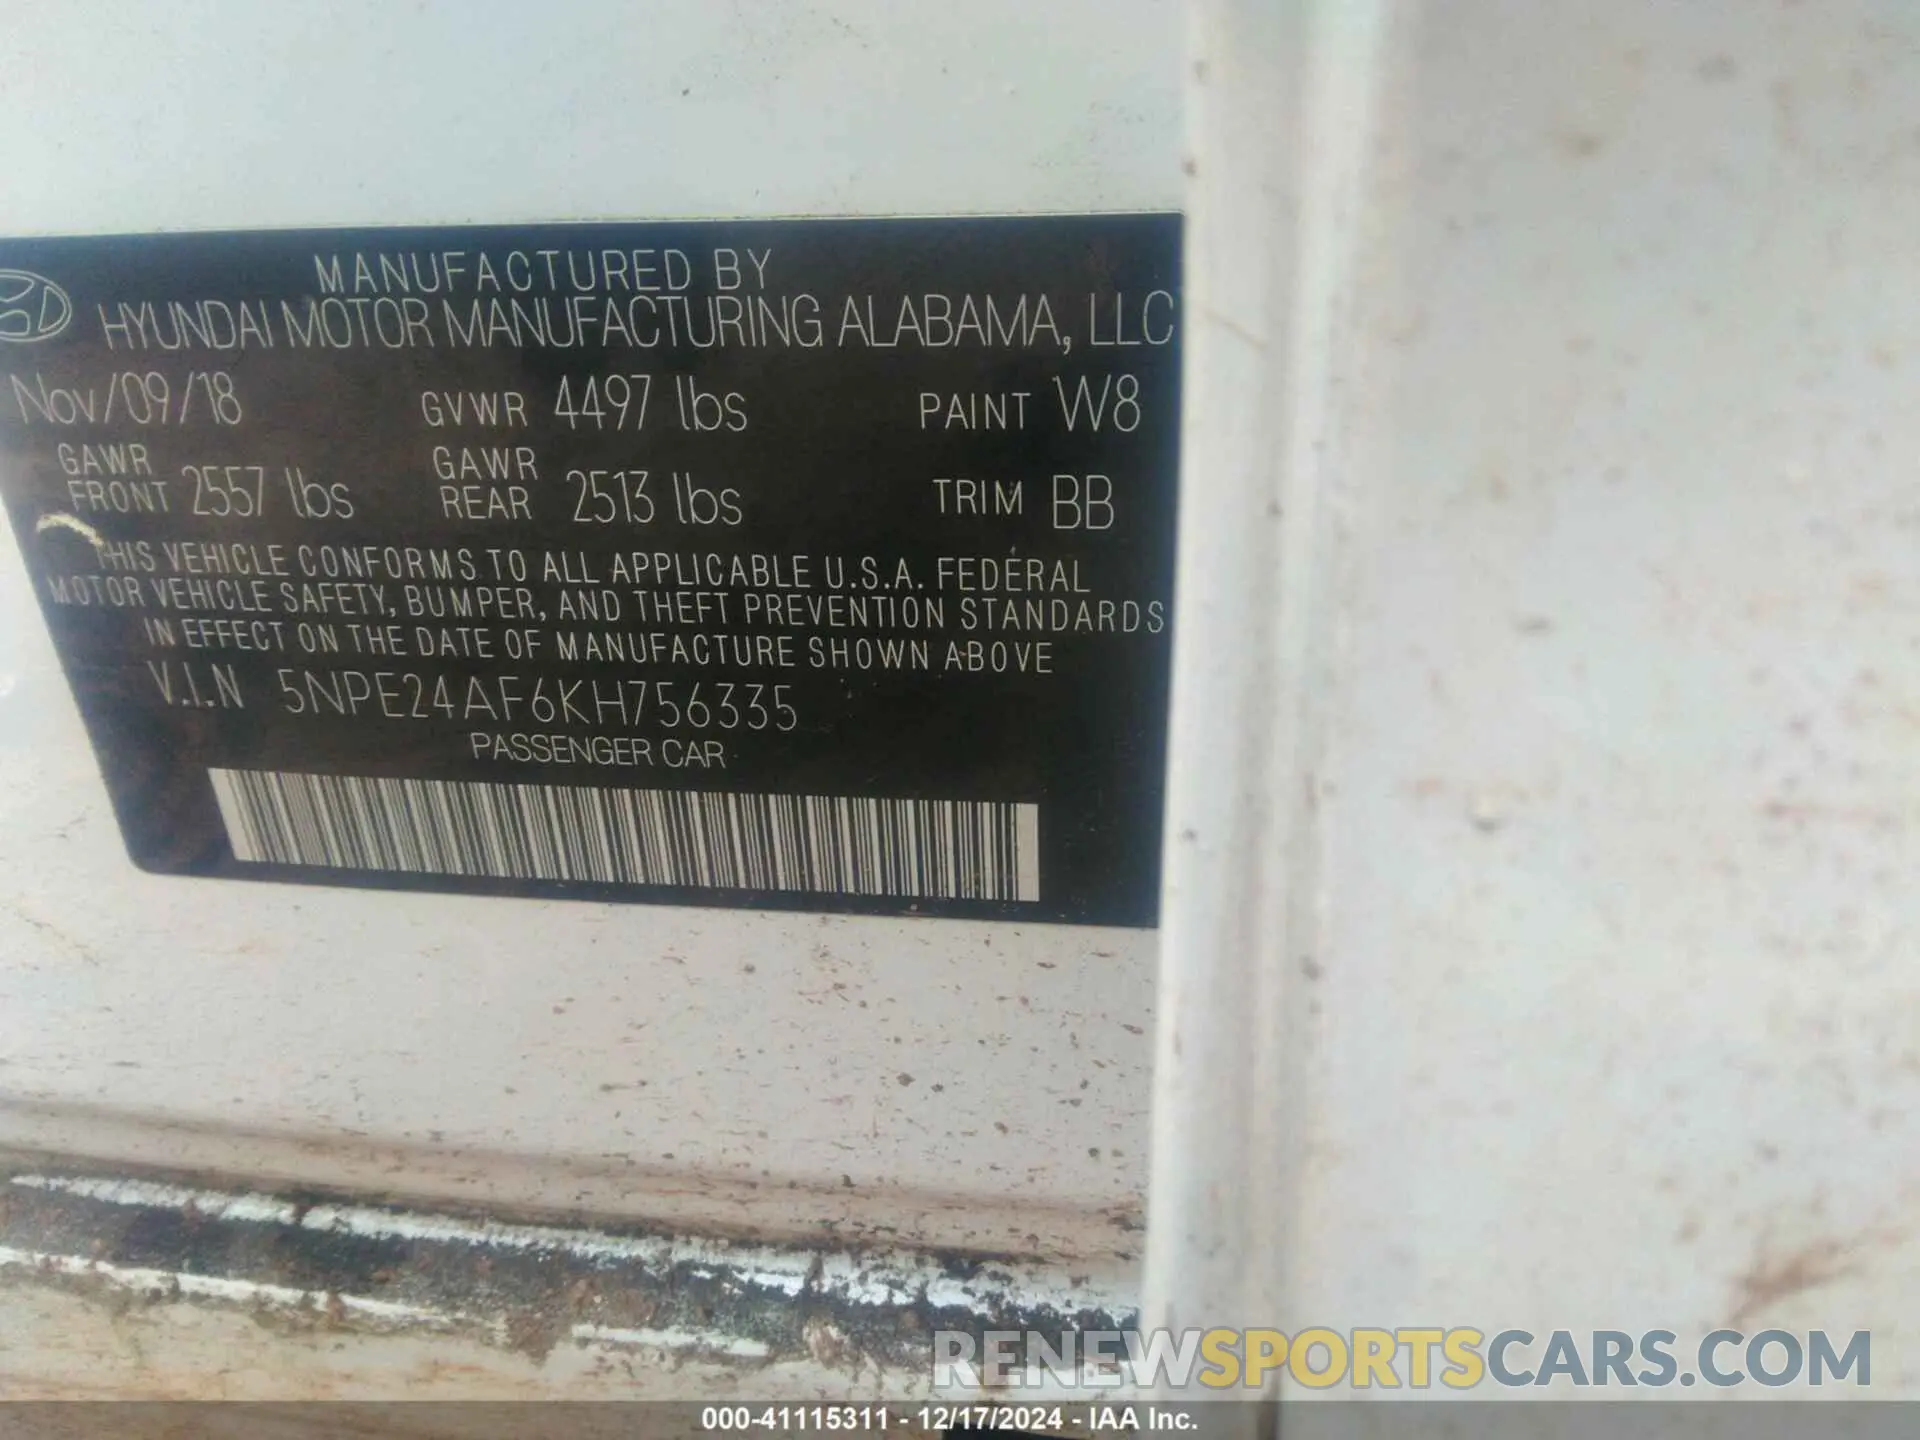 MANUFACTURED BY
HYUNDAI MOTOR MANUFACTURING ALABAMA, LLC
Nov/09/18 GVWR 4497 lbs PAINT W8
GAWR FRONT 2557 lbs GAWR REAR 2513 lbs TRIM BB
THIS VEHICLE CONFORMS TO ALL APPLICABLE U.S.A. FEDERAL
MOTOR VEHICLE SAFETY, BUMPER, AND THEFT PREVENTION STANDARDS
IN EFFECT ON THE DATE OF MANUFACTURE SHOWN ABOVE
V.I.N 5NPE24AF6KH756335
PASSENGER CAR
RENEWSPORTSCARS.COM
000-41115311 - 12/17/2024 - IAA Inc.